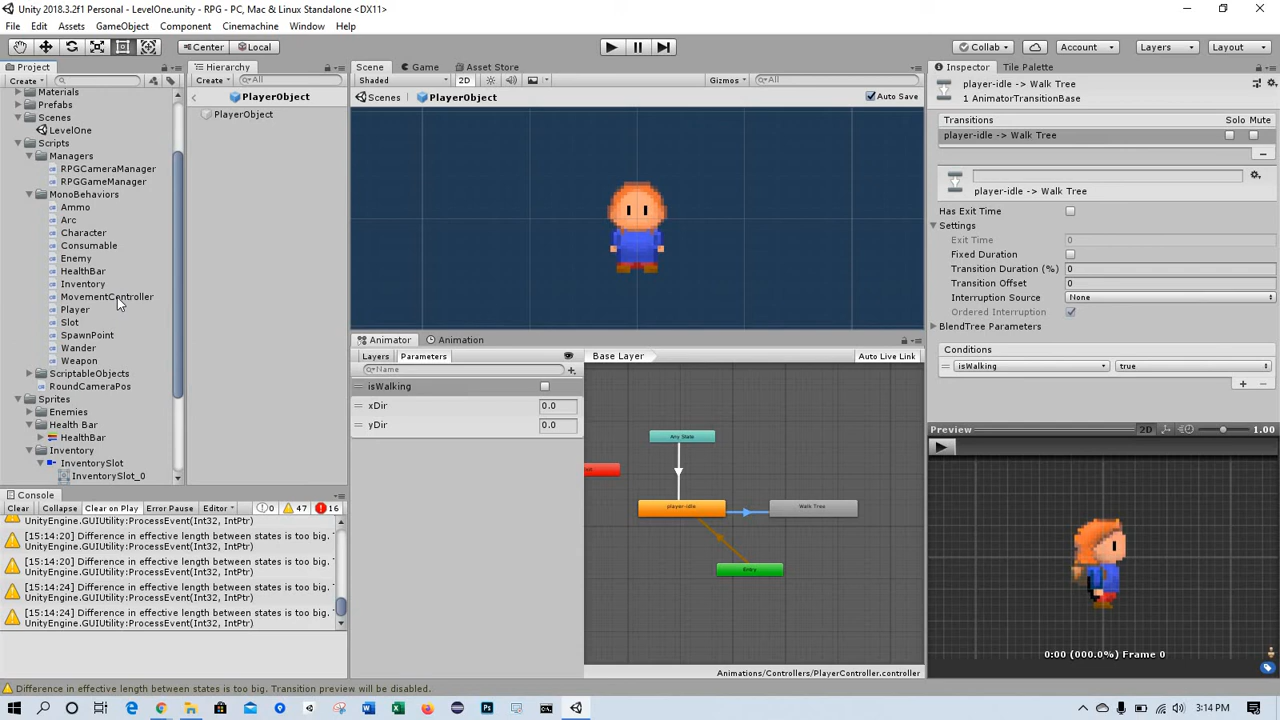 Unity 2018.3.2f1 Personal - LevelOne.unity - RPG - PC, Mac & Linux Standalone <DX11>
File Edit Assets GameObject Component Cinemachine Window Help
Center Local Collab Account Layers Layout
Project
Create
Materials
Prefabs
Scenes
LevelOne
Scripts
Managers
RPGCameraManager
RPGGameManager
MonoBehaviors
Ammo
Arc
Character
Consumable
Enemy
HealthBar
Inventory
MovementController
Player
Slot
SpawnPoint
Wander
Weapon
ScriptableObjects
RoundCameraPos
Sprites
Enemies
Health Bar
HealthBar
Inventory
InventorySlot
InventorySlot_0
Hierarchy
Create All
PlayerObject
PlayerObject
Scene Game Asset Store
Shaded 2D Gizmos All
Scenes PlayerObject Auto Save
Animator Animation
Layers Parameters Base Layer Auto Live Link
Name
isWalking
xDir 0.0
yDir 0.0
Any State
player-idle Walk Tree
Entry
Animations/Controllers/PlayerController.controller
Inspector Tile Palette
player-idle -> Walk Tree
1 AnimatorTransitionBase
Transitions Solo Mute
player-idle -> Walk Tree
player-idle -> Walk Tree
Has Exit Time
Settings
Exit Time 0
Fixed Duration
Transition Duration (%) 0
Transition Offset 0
Interruption Source None
Ordered Interruption
BlendTree Parameters
Conditions
isWalking true
Preview 2D 1.00
0:00 (000.0%) Frame 0
Console
Clear Collapse Clear on Play Error Pause Editor 0 47 16
UnityEngine.GUIUtility:ProcessEvent(Int32, IntPtr)
[15:14:20] Difference in effective length between states is too big.
UnityEngine.GUIUtility:ProcessEvent(Int32, IntPtr)
[15:14:20] Difference in effective length between states is too big.
UnityEngine.GUIUtility:ProcessEvent(Int32, IntPtr)
[15:14:24] Difference in effective length between states is too big.
UnityEngine.GUIUtility:ProcessEvent(Int32, IntPtr)
[15:14:24] Difference in effective length between states is too big.
UnityEngine.GUIUtility:ProcessEvent(Int32, IntPtr)
Difference in effective length between states is too big. Transition preview will be disabled.
3:14 PM